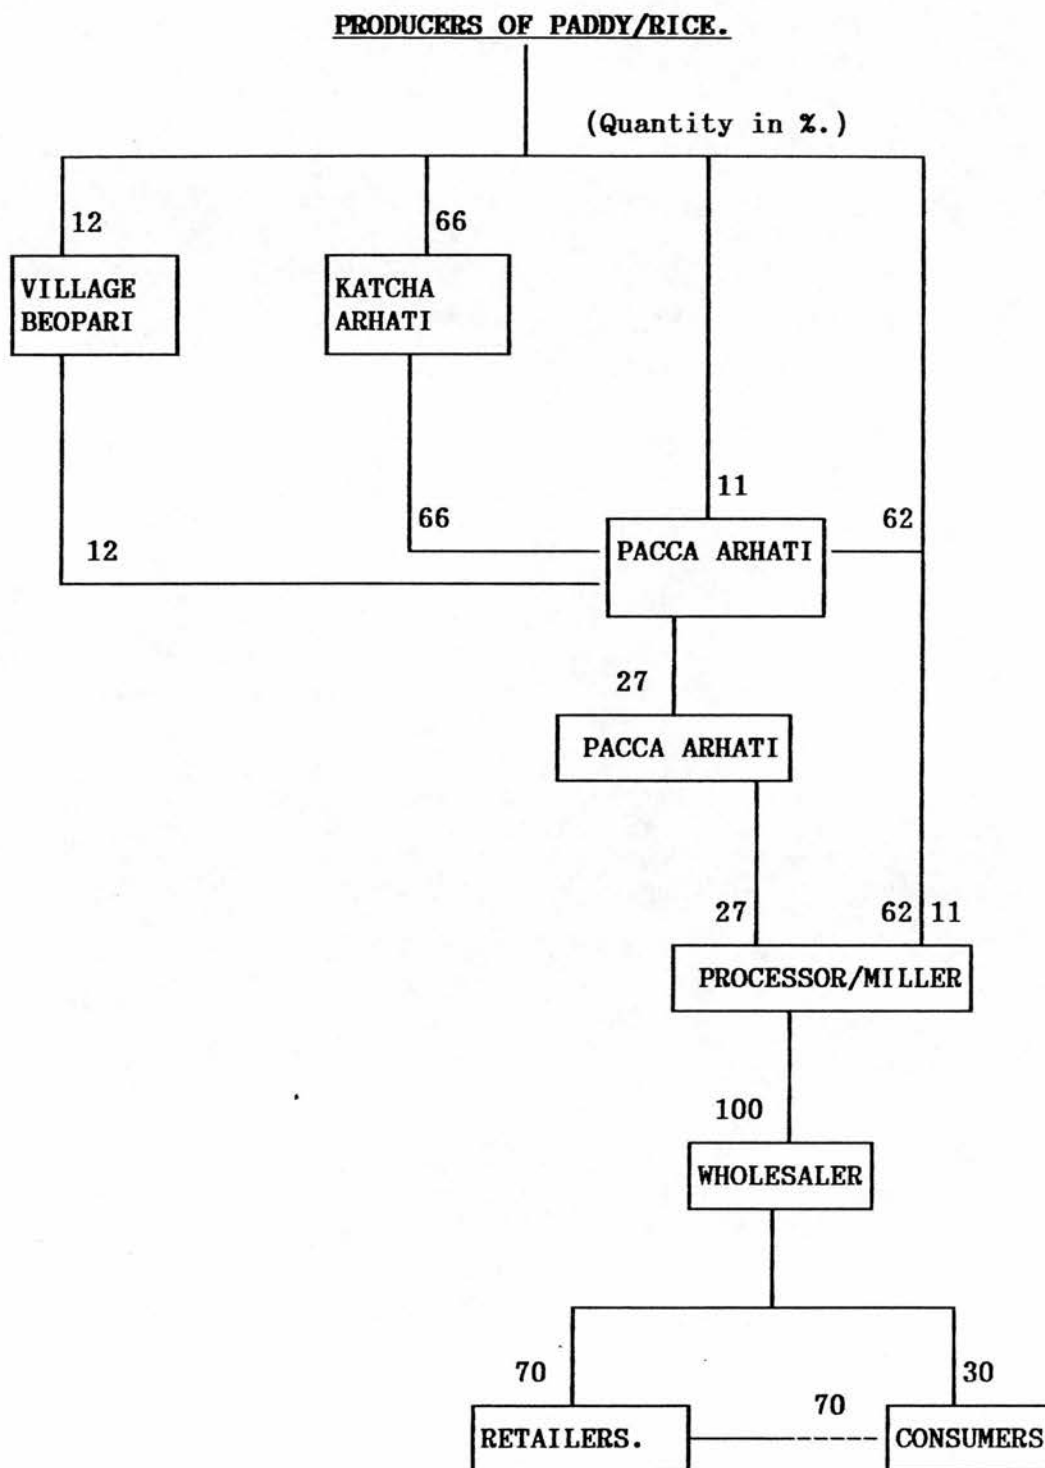 PRODUCERS OF PADDY/RICE.
(Quantity in %.)
12
66
VILLAGE
BEOPARI
KATCHA
ARHATI
11
66
62
12
PACCA ARHATI
27
PACCA ARHATI
27
62
11
PROCESSOR/MILLER
100
WHOLESALER
70
30
70
RETAILERS.
CONSUMERS